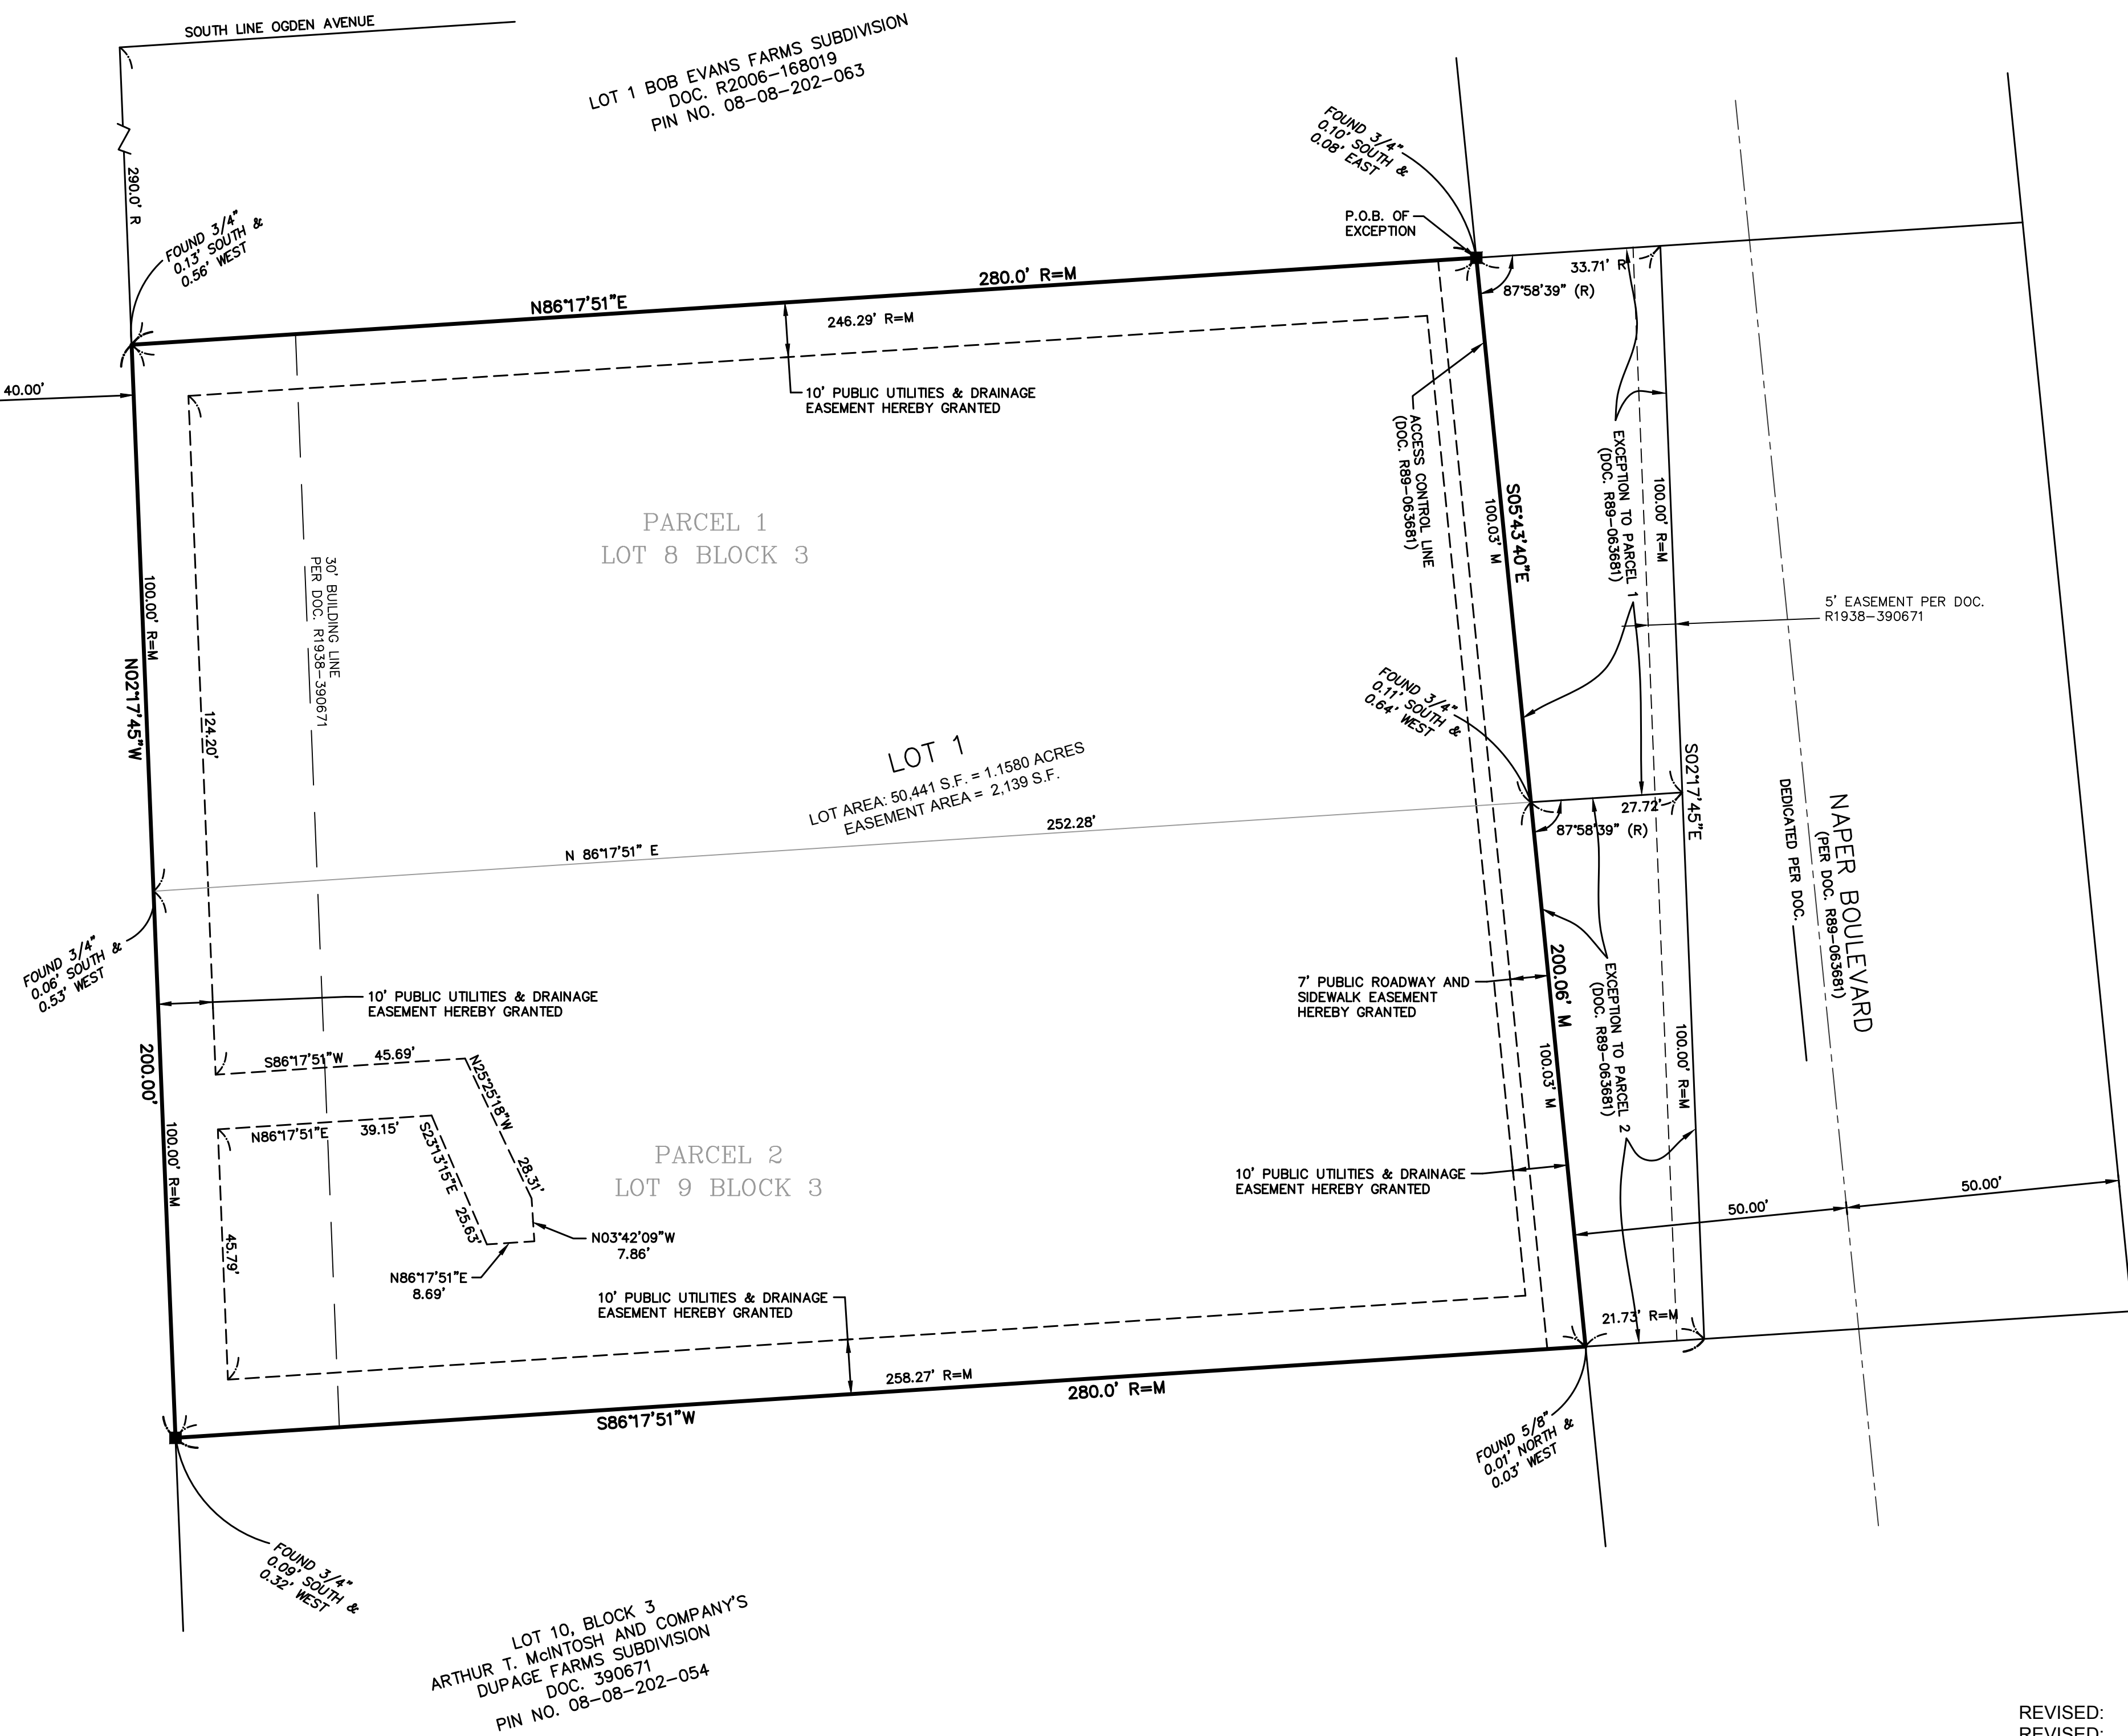 SOUTH LINE OGDEN AVENUE
LOT 1 BOB EVANS FARMS SUBDIVISION
DOC. R2006-168019
PIN NO. 08-08-202-063
290.0' R
FOUND 3/4"
0.13' SOUTH &
0.56' WEST
FOUND 3/4"
0.10' SOUTH &
0.08' EAST
P.O.B. OF
EXCEPTION
N86°17'51"E
280.0' R=M
246.29' R=M
33.71' R
87°58'39" (R)
40.00'
10' PUBLIC UTILITIES & DRAINAGE
EASEMENT HEREBY GRANTED
ACCESS CONTROL LINE
(DOC. R89-063681)
S05°43'40"E
100.03' M
EXCEPTION TO PARCEL 1
(DOC. R89-063681)
100.00' R=M
PARCEL 1
LOT 8 BLOCK 3
30' BUILDING LINE
PER DOC. R1938-390671
100.00' R=M
N02°17'45"W
124.20'
5' EASEMENT PER DOC.
R1938-390671
FOUND 3/4"
0.11' SOUTH &
0.64' WEST
LOT 1
LOT AREA: 50,441 S.F. = 1.1580 ACRES
EASEMENT AREA = 2,139 S.F.
N 86°17'51" E
252.28'
27.72'
87°58'39" (R)
S02°17'45"E
NAPER BOULEVARD
(PER DOC. R89-063681)
DEDICATED PER DOC.
FOUND 3/4"
0.06' SOUTH &
0.53' WEST
10' PUBLIC UTILITIES & DRAINAGE
EASEMENT HEREBY GRANTED
7' PUBLIC ROADWAY AND
SIDEWALK EASEMENT
HEREBY GRANTED
200.06' M
100.03' M
EXCEPTION TO PARCEL 2
(DOC. R89-063681)
100.00' R=M
200.00'
100.00' R=M
S86°17'51"W
45.69'
N25°25'18"W
28.31'
N86°17'51"E
39.15'
S23°13'15"E
25.63'
45.79'
N03°42'09"W
7.86'
N86°17'51"E
8.69'
PARCEL 2
LOT 9 BLOCK 3
10' PUBLIC UTILITIES & DRAINAGE
EASEMENT HEREBY GRANTED
50.00'
50.00'
10' PUBLIC UTILITIES & DRAINAGE
EASEMENT HEREBY GRANTED
21.73' R=M
258.27' R=M
280.0' R=M
S86°17'51"W
FOUND 5/8"
0.01' NORTH &
0.03' WEST
FOUND 3/4"
0.09' SOUTH &
0.32' WEST
LOT 10, BLOCK 3
ARTHUR T. McINTOSH AND COMPANY'S
DUPAGE FARMS SUBDIVISION
DOC. 390671
PIN NO. 08-08-202-054
REVISED:
REVISED: